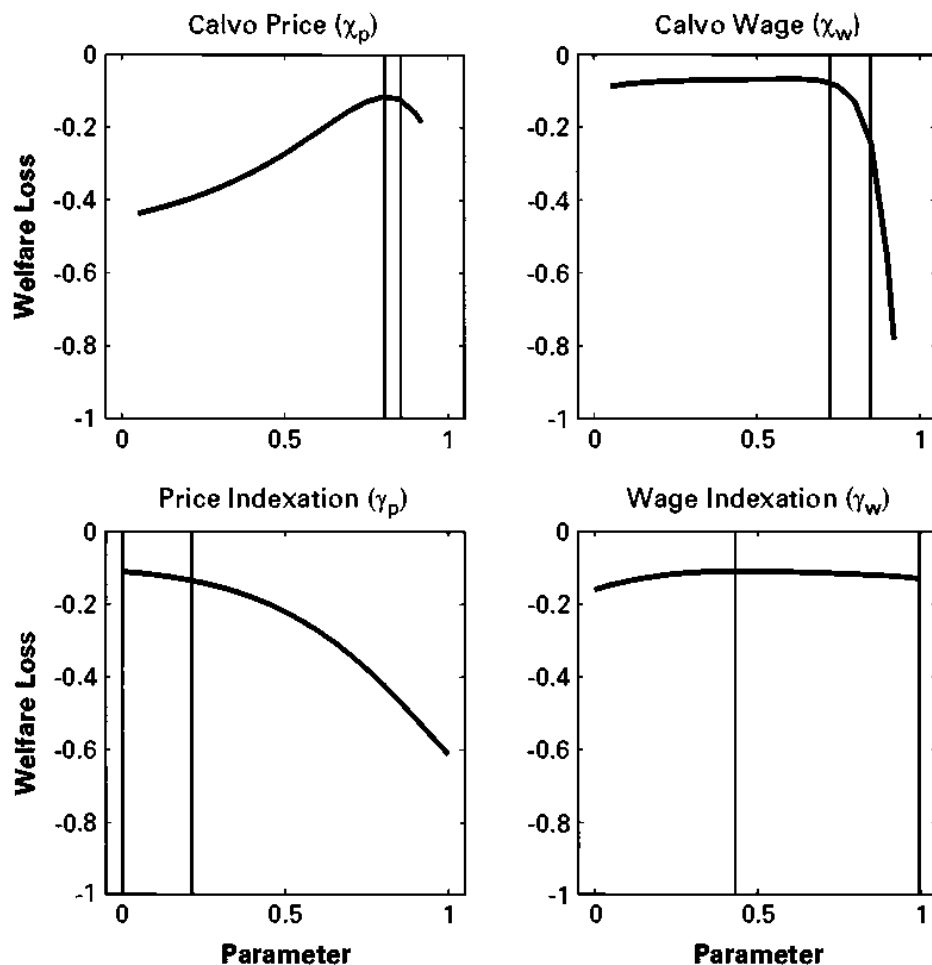 Calvo Price (χp)
Calvo Wage (χw)
0
-0.2
-0.4
-0.6
-0.8
-1
Welfare Loss
0 0.5 1
0
-0.2
-0.4
-0.6
-0.8
-1
0 0.5 1
Price Indexation (γp)
Wage Indexation (γw)
0
-0.2
-0.4
-0.6
-0.8
-1
Welfare Loss
0 0.5 1
Parameter
0
-0.2
-0.4
-0.6
-0.8
-1
0 0.5 1
Parameter